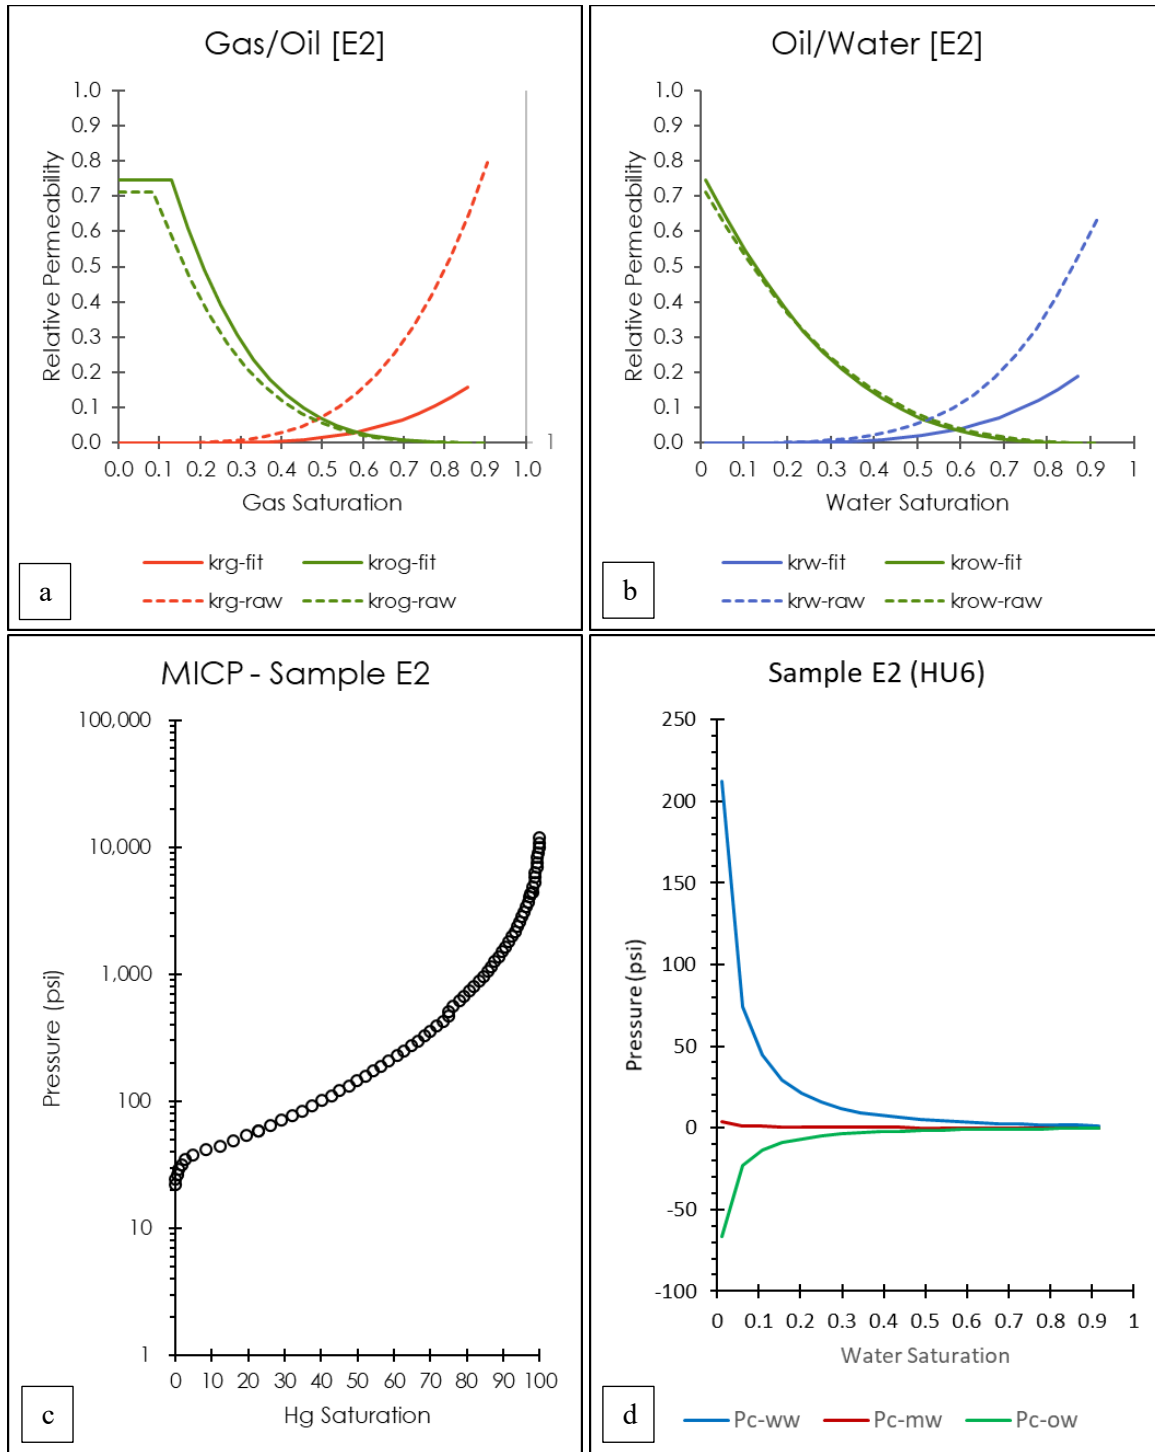 Gas/Oil [E2]
1.0
0.9
0.8
0.7
0.6
0.5
0.4
0.3
0.2
0.1
0.0
Relative Permeability
0.0 0.1 0.2 0.3 0.4 0.5 0.6 0.7 0.8 0.9 1.0
1
Gas Saturation
krg-fit krog-fit
krg-raw krog-raw
a
Oil/Water [E2]
1.0
0.9
0.8
0.7
0.6
0.5
0.4
0.3
0.2
0.1
0.0
Relative Permeability
0 0.1 0.2 0.3 0.4 0.5 0.6 0.7 0.8 0.9 1
Water Saturation
krw-fit krow-fit
krw-raw krow-raw
b
MICP - Sample E2
100,000
10,000
1,000
100
10
1
Pressure (psi)
0 10 20 30 40 50 60 70 80 90 100
Hg Saturation
c
Sample E2 (HU6)
250
200
150
100
50
0
-50
-100
Pressure (psi)
0 0.1 0.2 0.3 0.4 0.5 0.6 0.7 0.8 0.9 1
Water Saturation
Pc-ww Pc-mw Pc-ow
d